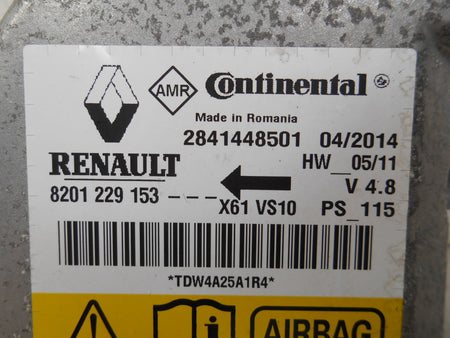 AMR Continental
Made in Romania
2841448501 04/2014
RENAULT HW_05/11
8201 229 153 - - - - X61 VS10 V 4.8
PS_115
*TDW4A25A1R4*
AIRBAG